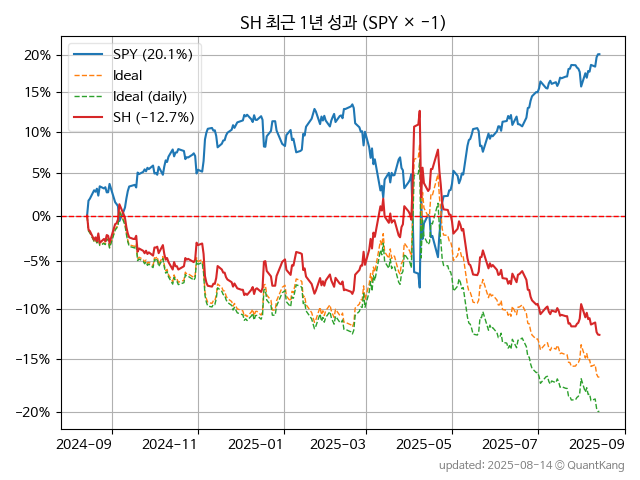 SH 최근 1년 성과 (SPY × −1)
SPY (20.1%)
Ideal
Ideal (daily)
SH (−12.7%)
20%
15%
10%
5%
0%
−5%
−10%
−15%
−20%
2024-09
2024-11
2025-01
2025-03
2025-05
2025-07
2025-09
updated: 2025-08-14 © QuantKang